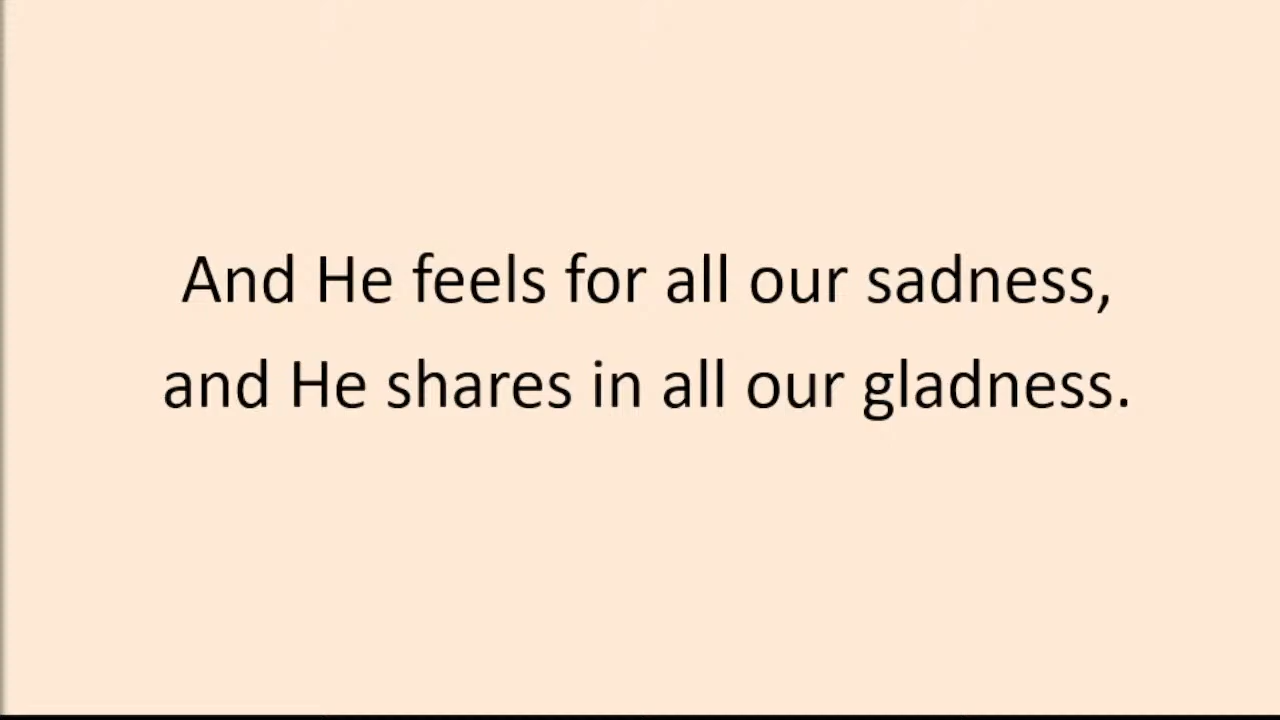 And He feels for all our sadness,
and He shares in all our gladness.